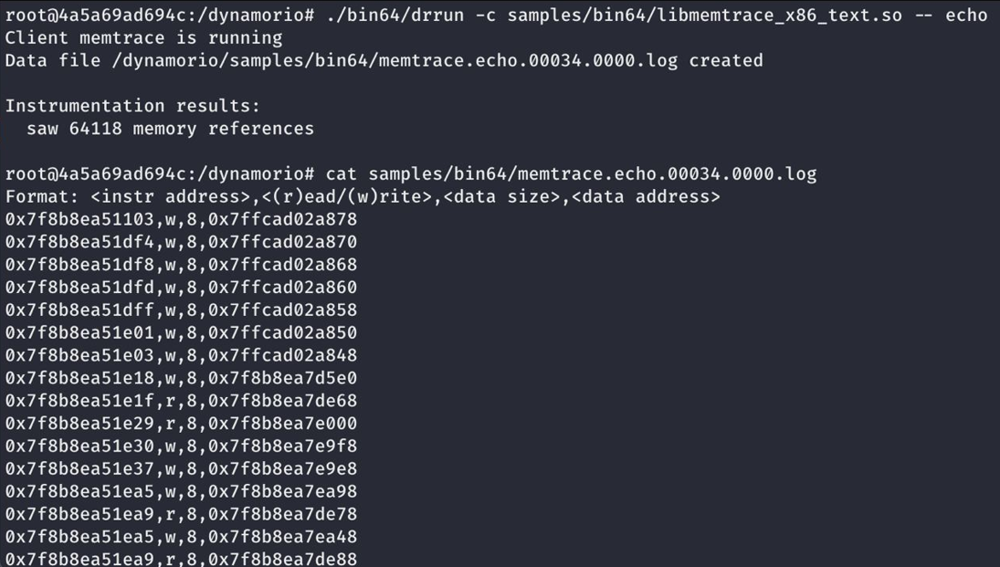 root@4a5a69ad694c:/dynamorio# ./bin64/drrun -c samples/bin64/libmemtrace_x86_text.so -- echo
Client memtrace is running
Data file /dynamorio/samples/bin64/memtrace.echo.00034.0000.log created
Instrumentation results:
  saw 64118 memory references
root@4a5a69ad694c:/dynamorio# cat samples/bin64/memtrace.echo.00034.0000.log
Format: <instr address>,<(r)ead/(w)rite>,<data size>,<data address>
0x7f8b8ea51103,w,8,0x7ffcad02a878
0x7f8b8ea51df4,w,8,0x7ffcad02a870
0x7f8b8ea51df8,w,8,0x7ffcad02a868
0x7f8b8ea51dfd,w,8,0x7ffcad02a860
0x7f8b8ea51dff,w,8,0x7ffcad02a858
0x7f8b8ea51e01,w,8,0x7ffcad02a850
0x7f8b8ea51e03,w,8,0x7ffcad02a848
0x7f8b8ea51e18,w,8,0x7f8b8ea7d5e0
0x7f8b8ea51e1f,r,8,0x7f8b8ea7de68
0x7f8b8ea51e29,r,8,0x7f8b8ea7e000
0x7f8b8ea51e30,w,8,0x7f8b8ea7e9f8
0x7f8b8ea51e37,w,8,0x7f8b8ea7e9e8
0x7f8b8ea51ea5,w,8,0x7f8b8ea7ea98
0x7f8b8ea51ea9,r,8,0x7f8b8ea7de78
0x7f8b8ea51ea5,w,8,0x7f8b8ea7ea48
0x7f8b8ea51ea9,r,8,0x7f8b8ea7de88